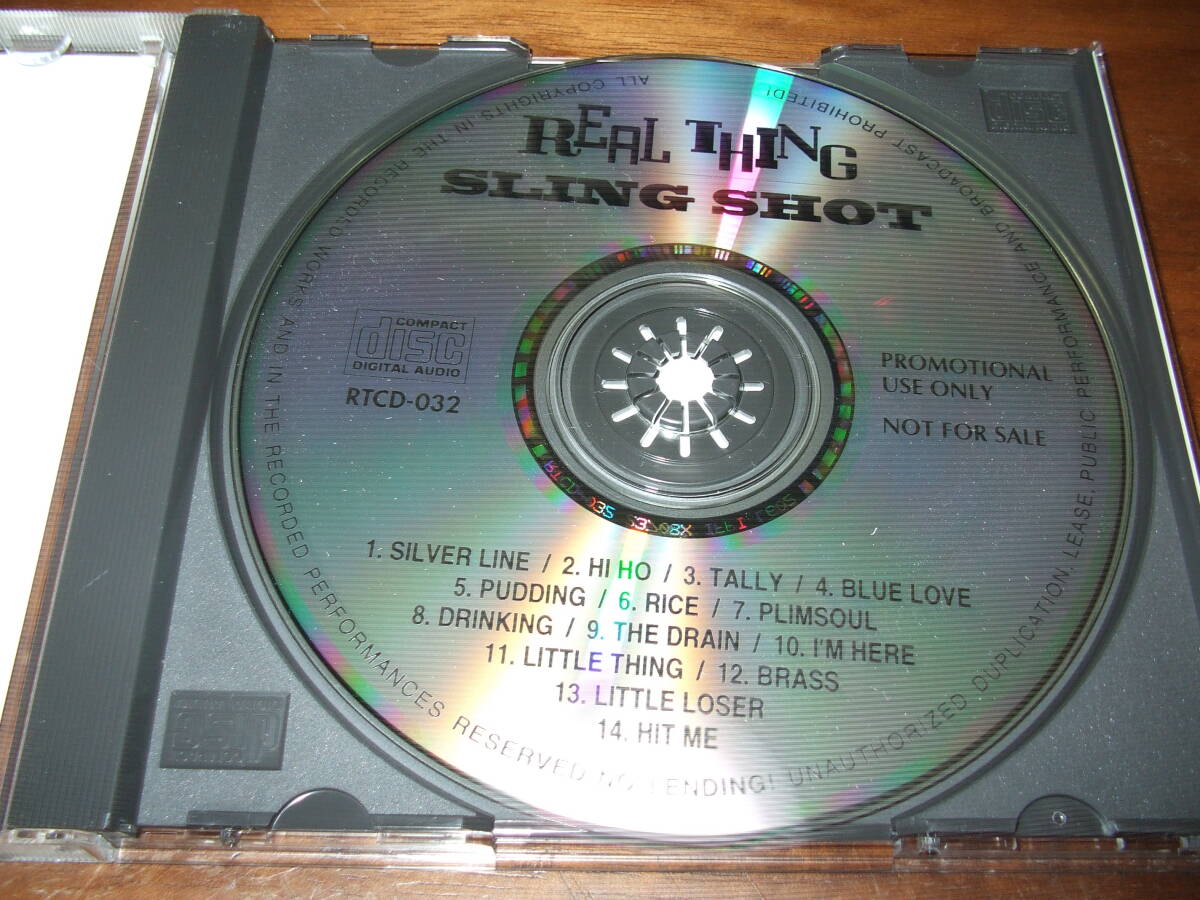 REAL THING
SLING SHOT
COMPACT
disc
DIGITAL AUDIO
RTCD-032
PROMOTIONAL
USE ONLY
NOT FOR SALE
1. SILVER LINE / 2. HI HO / 3. TALLY / 4. BLUE LOVE
5. PUDDING / 6. RICE / 7. PLIMSOUL
8. DRINKING / 9. THE DRAIN / 10. I'M HERE
11. LITTLE THING / 12. BRASS
13. LITTLE LOSER
14. HIT ME
ALL COPYRIGHTS IN THE RECORSD WORKS AND IN THE RECORDED PERFORMANCES RESERVED NO LENDING! UNAUTHORIZED DUPLICATION, LEASE, PUBLIC PERFORMANCE AND BROADCAST PROHIBITED!